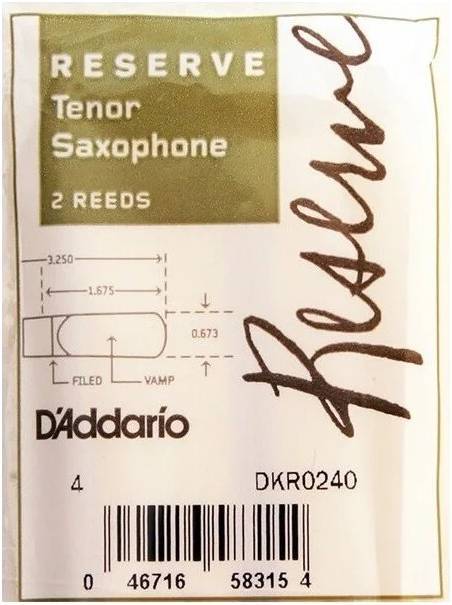 RESERVE
Tenor
Saxophone
2 REEDS
Reserve
3.250
1.675
0.673
FILED
VAMP
D'Addario
4
DKR0240
0 46716 58315 4